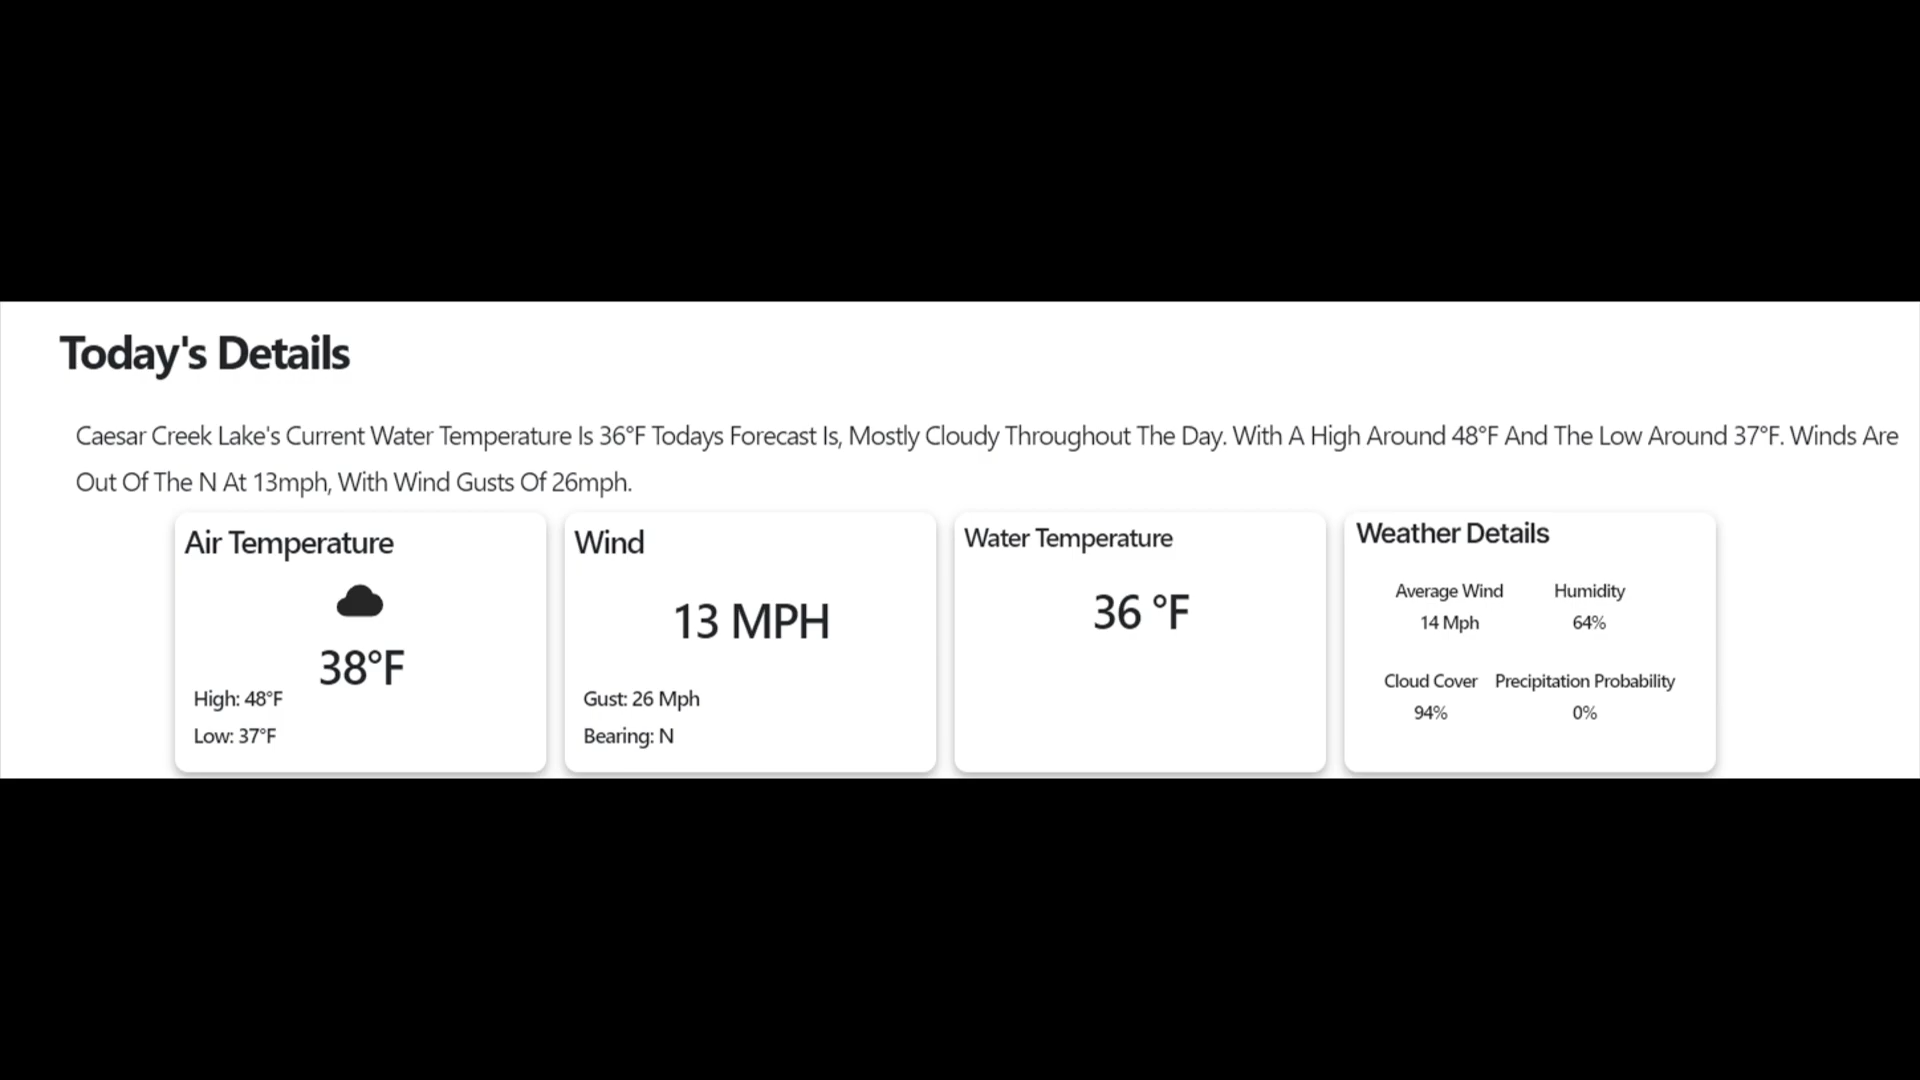 Today's Details
Caesar Creek Lake's Current Water Temperature Is 36°F Todays Forecast Is, Mostly Cloudy Throughout The Day. With A High Around 48°F And The Low Around 37°F. Winds Are
Out Of The N At 13mph, With Wind Gusts Of 26mph.
Air Temperature
38°F
High: 48°F
Low: 37°F
Wind
13 MPH
Gust: 26 Mph
Bearing: N
Water Temperature
36 °F
Weather Details
Average Wind
14 Mph
Humidity
64%
Cloud Cover
94%
Precipitation Probability
0%